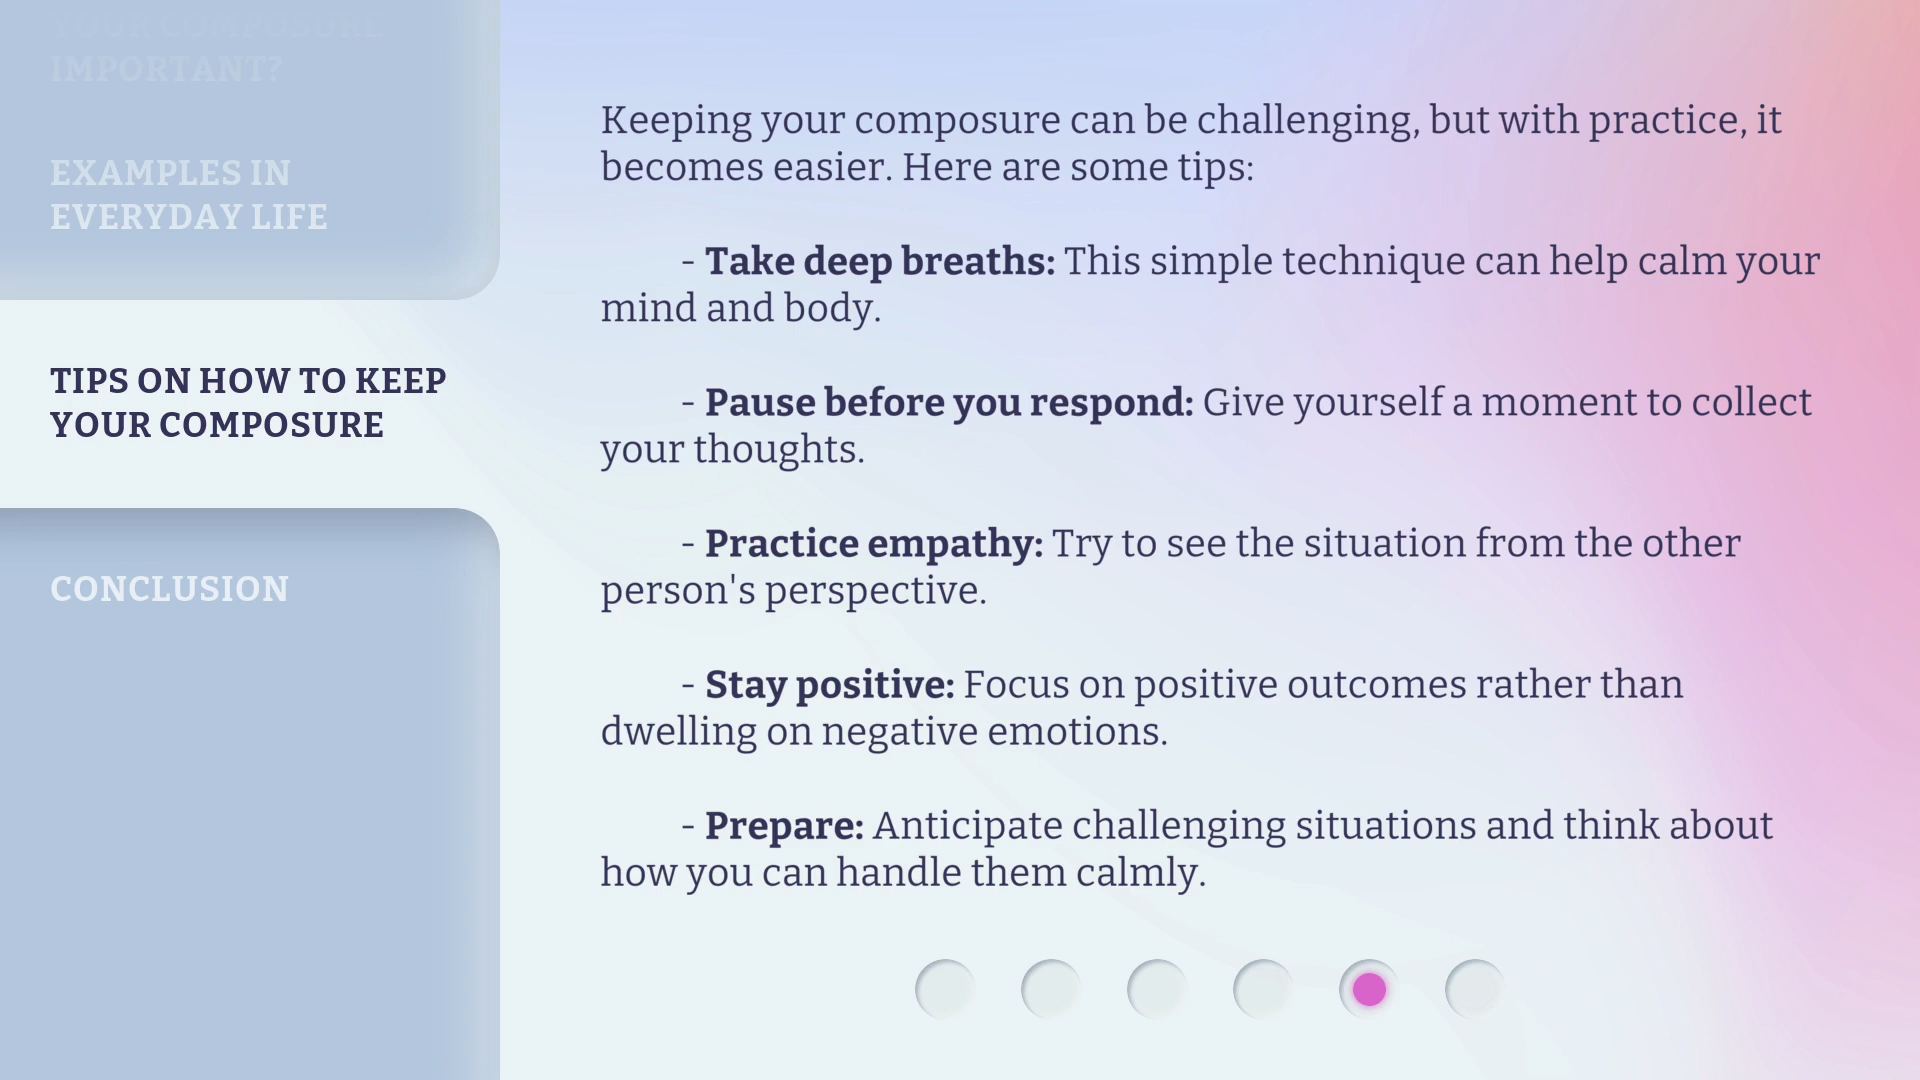 YOUR COMPOSURE
IMPORTANT?
EXAMPLES IN
EVERYDAY LIFE
TIPS ON HOW TO KEEP
YOUR COMPOSURE
CONCLUSION
Keeping your composure can be challenging, but with practice, it
becomes easier. Here are some tips:
- Take deep breaths: This simple technique can help calm your
mind and body.
- Pause before you respond: Give yourself a moment to collect
your thoughts.
- Practice empathy: Try to see the situation from the other
person's perspective.
- Stay positive: Focus on positive outcomes rather than
dwelling on negative emotions.
- Prepare: Anticipate challenging situations and think about
how you can handle them calmly.